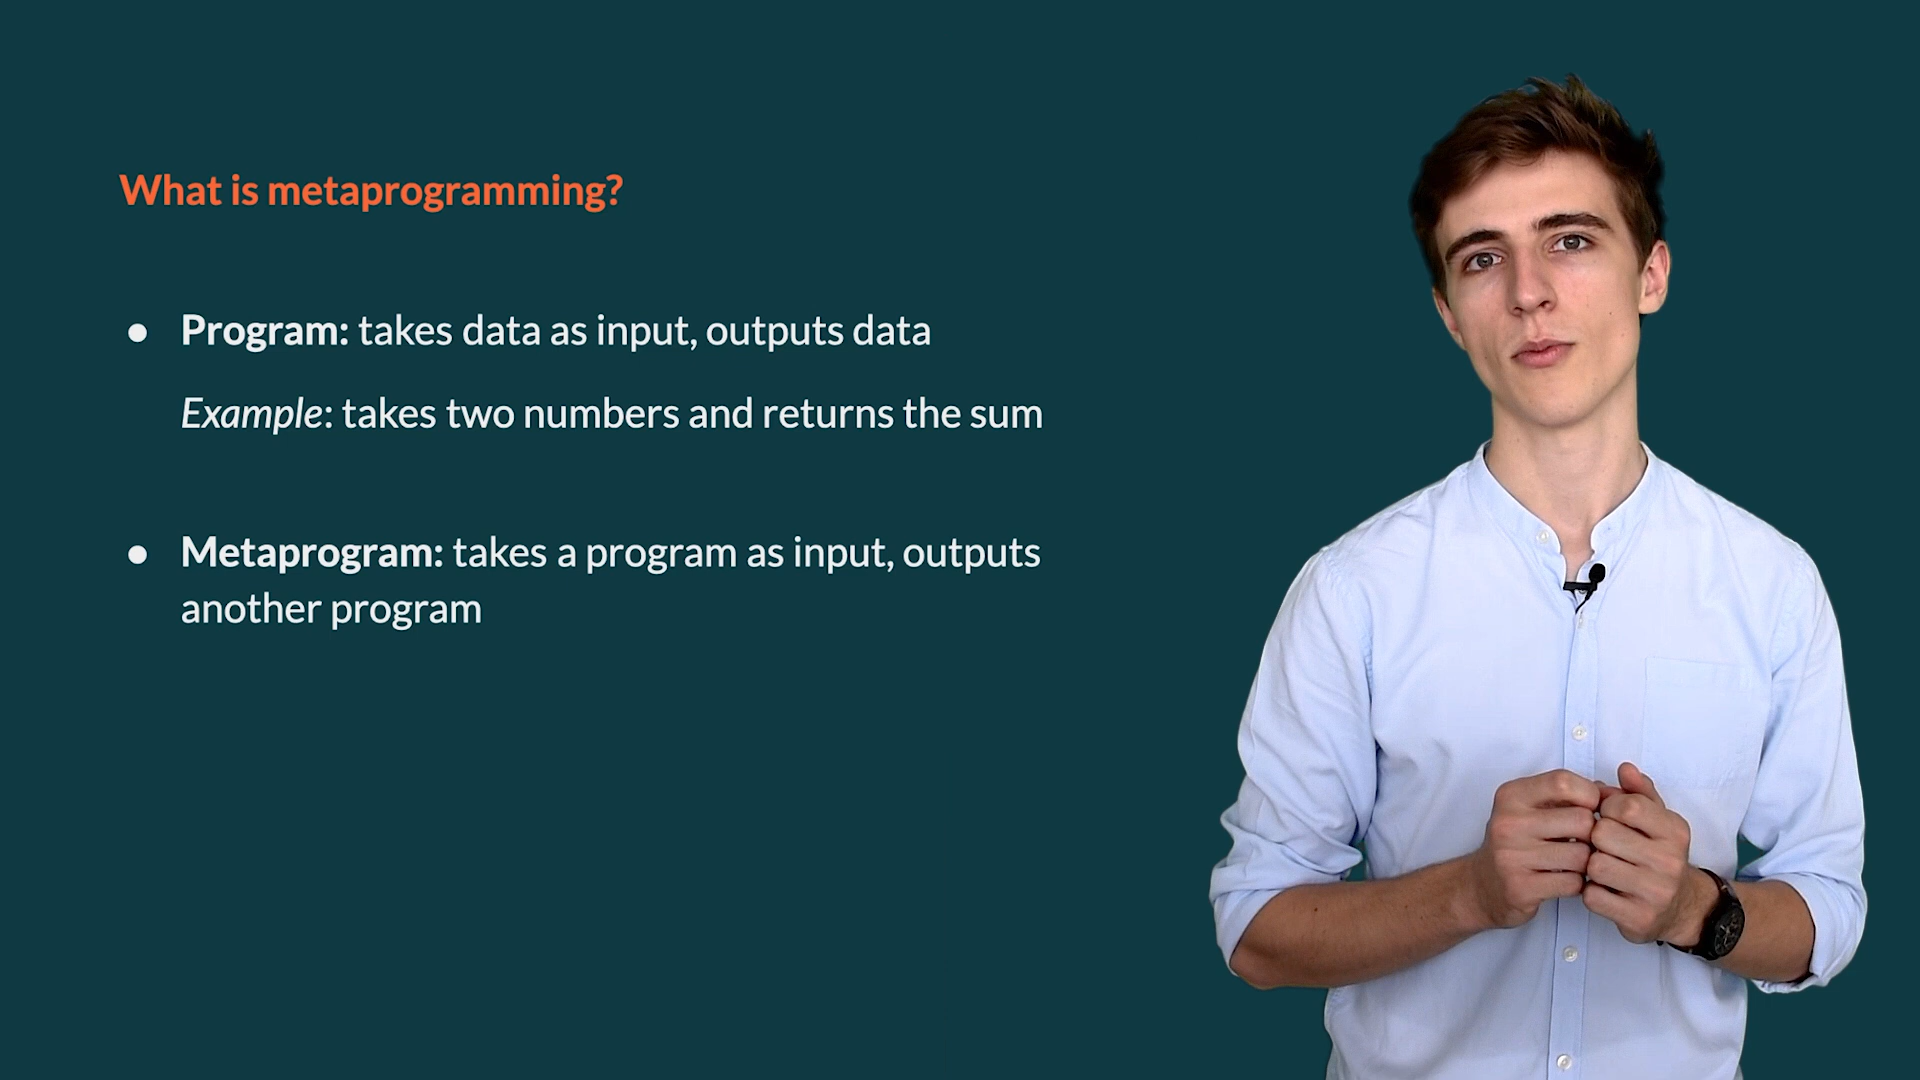 What is metaprogramming?
● Program: takes data as input, outputs data
Example: takes two numbers and returns the sum
● Metaprogram: takes a program as input, outputs
another program